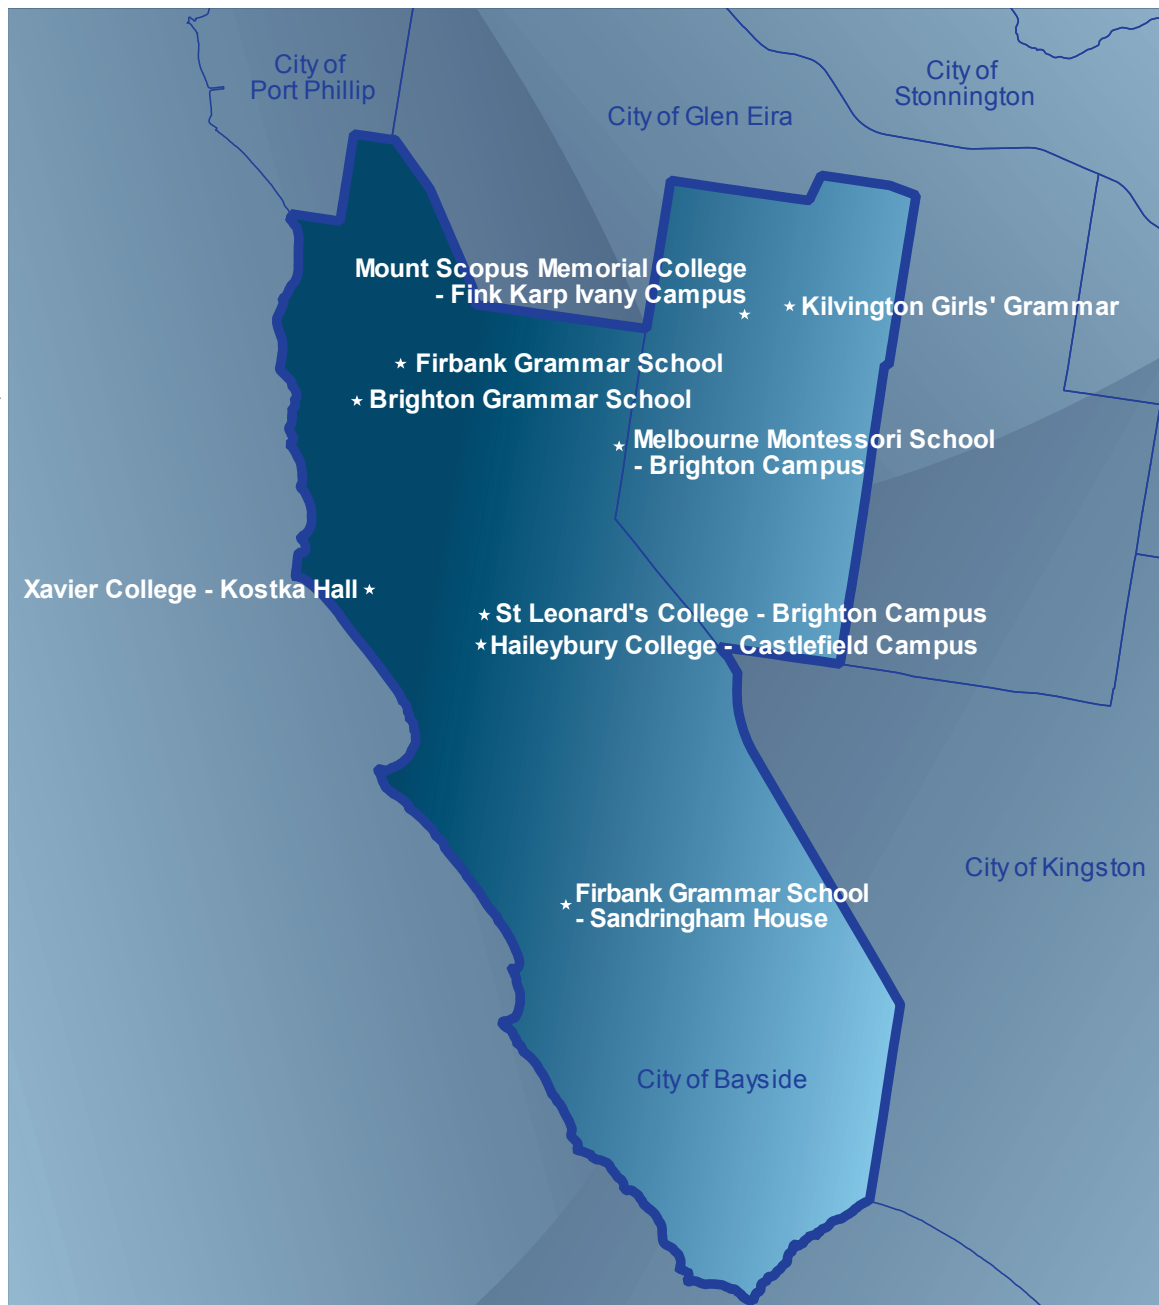 City of
Port Phillip
City of
Stonnington
City of Glen Eira
Mount Scopus Memorial College
- Fink Karp Ivany Campus
Kilvington Girls' Grammar
Firbank Grammar School
Brighton Grammar School
Melbourne Montessori School
- Brighton Campus
Xavier College - Kostka Hall
St Leonard's College - Brighton Campus
Haileybury College - Castlefield Campus
City of Kingston
Firbank Grammar School
- Sandringham House
City of Bayside